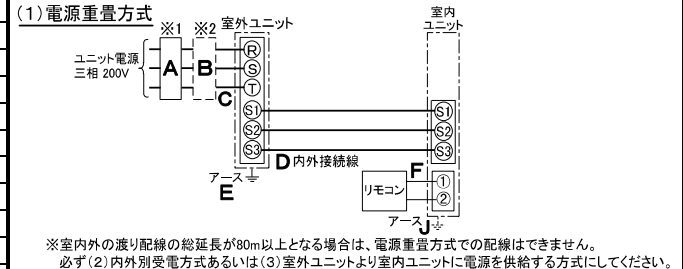 (1)電源重畳方式
※1 ※2 室外ユニット
室内
ユニット
ユニット電源
三相 200V
A
B
C
R
S
T
S1
S2
S3
S1
S2
S3
D 内外接続線
アース
E
リモコン
F
①
②
アース J
※室内外の渡り配線の総延長が80m以上となる場合は、電源重畳方式での配線はできません。
必ず(2)内外別受電方式あるいは(3)室外ユニットより室内ユニットに電源を供給する方式にしてください。